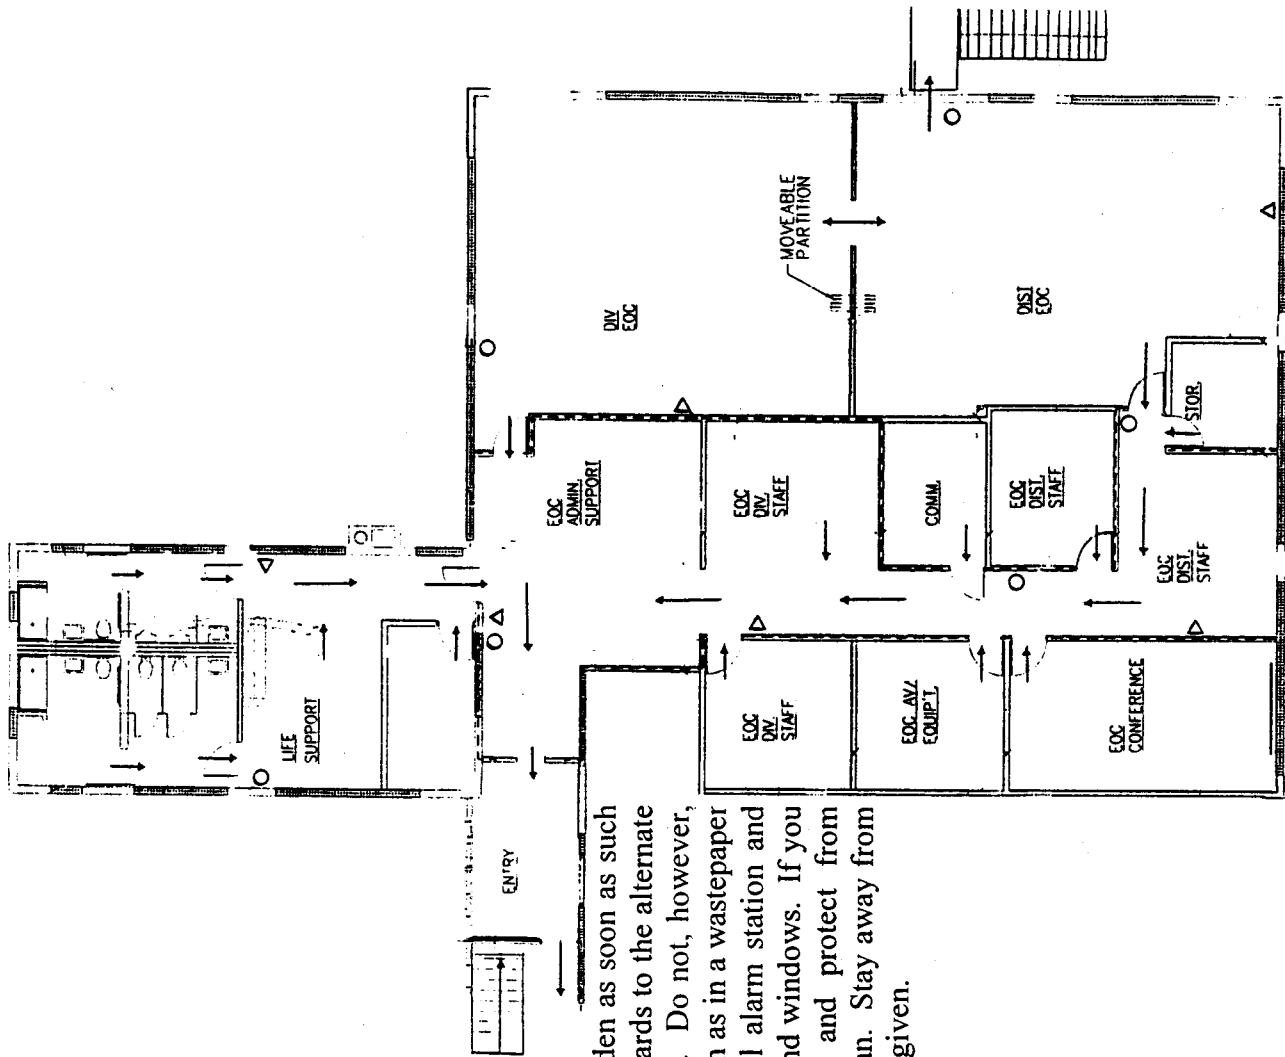 MOVEABLE
PARTITION
DIV
EOC
DIST
EOC
STOR.
EOC
ADMIN.
SUPPORT
EOC
DIV.
STAFF
COMM.
EOC
DIST.
STAFF
EOC
DIST.
STAFF
LIFE
SUPPORT
EOC
DIV.
STAFF
EOC AV/
EQUIP'T
EOC
CONFERENCE
ENTRY
den as soon as such
ards to the alternate
. Do not, however,
h as in a wastepaper
l alarm station and
nd windows. If you
and protect from
an. Stay away from
given.